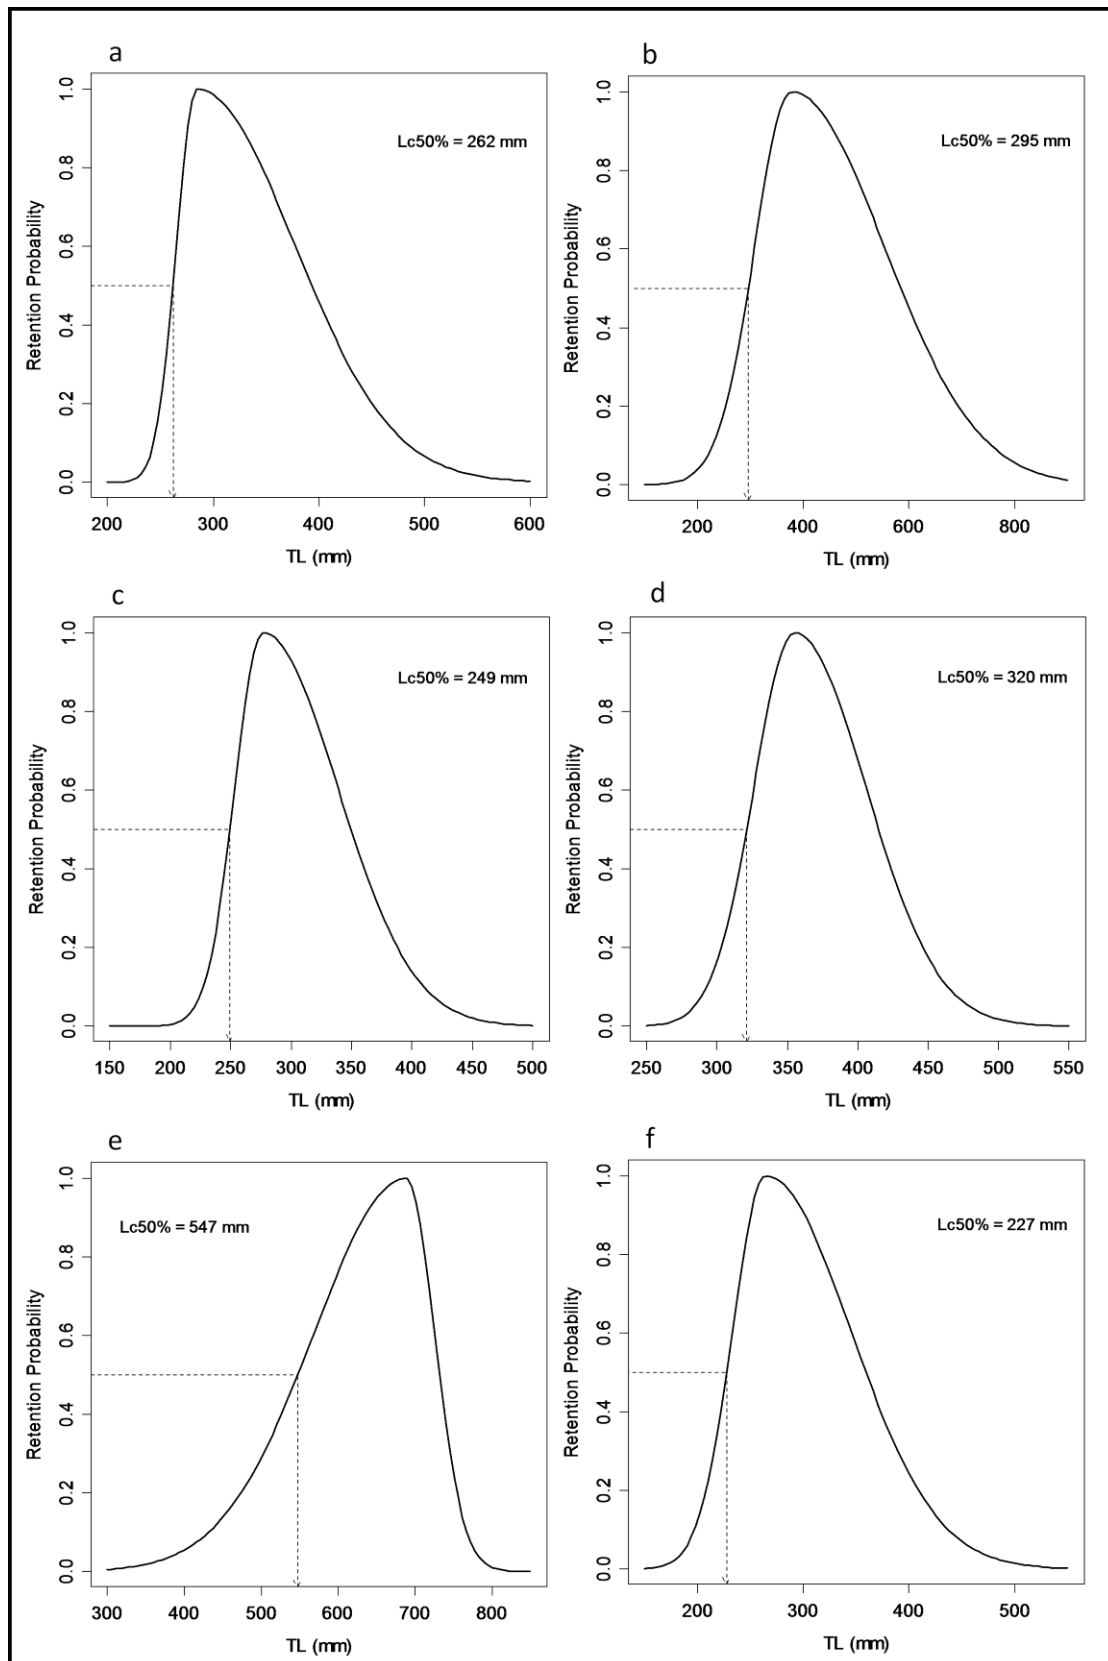 a
Retention Probability
0.0 0.2 0.4 0.6 0.8 1.0
Lc50% = 262 mm
200 300 400 500 600
TL (mm)
b
Retention Probability
0.0 0.2 0.4 0.6 0.8 1.0
Lc50% = 295 mm
200 400 600 800
TL (mm)
c
Retention Probability
0.0 0.2 0.4 0.6 0.8 1.0
Lc50% = 249 mm
150 200 250 300 350 400 450 500
TL (mm)
d
Retention Probability
0.0 0.2 0.4 0.6 0.8 1.0
Lc50% = 320 mm
250 300 350 400 450 500 550
TL (mm)
e
Retention Probability
0.0 0.2 0.4 0.6 0.8 1.0
Lc50% = 547 mm
300 400 500 600 700 800
TL (mm)
f
Retention Probability
0.0 0.2 0.4 0.6 0.8 1.0
Lc50% = 227 mm
200 300 400 500
TL (mm)